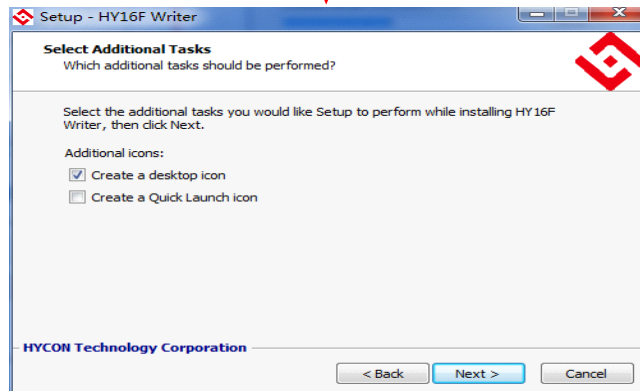 Setup - HY16F Writer
Select Additional Tasks
Which additional tasks should be performed?
Select the additional tasks you would like Setup to perform while installing HY16F
Writer, then click Next.
Additional icons:
Create a desktop icon
Create a Quick Launch icon
HYCON Technology Corporation
< Back Next > Cancel